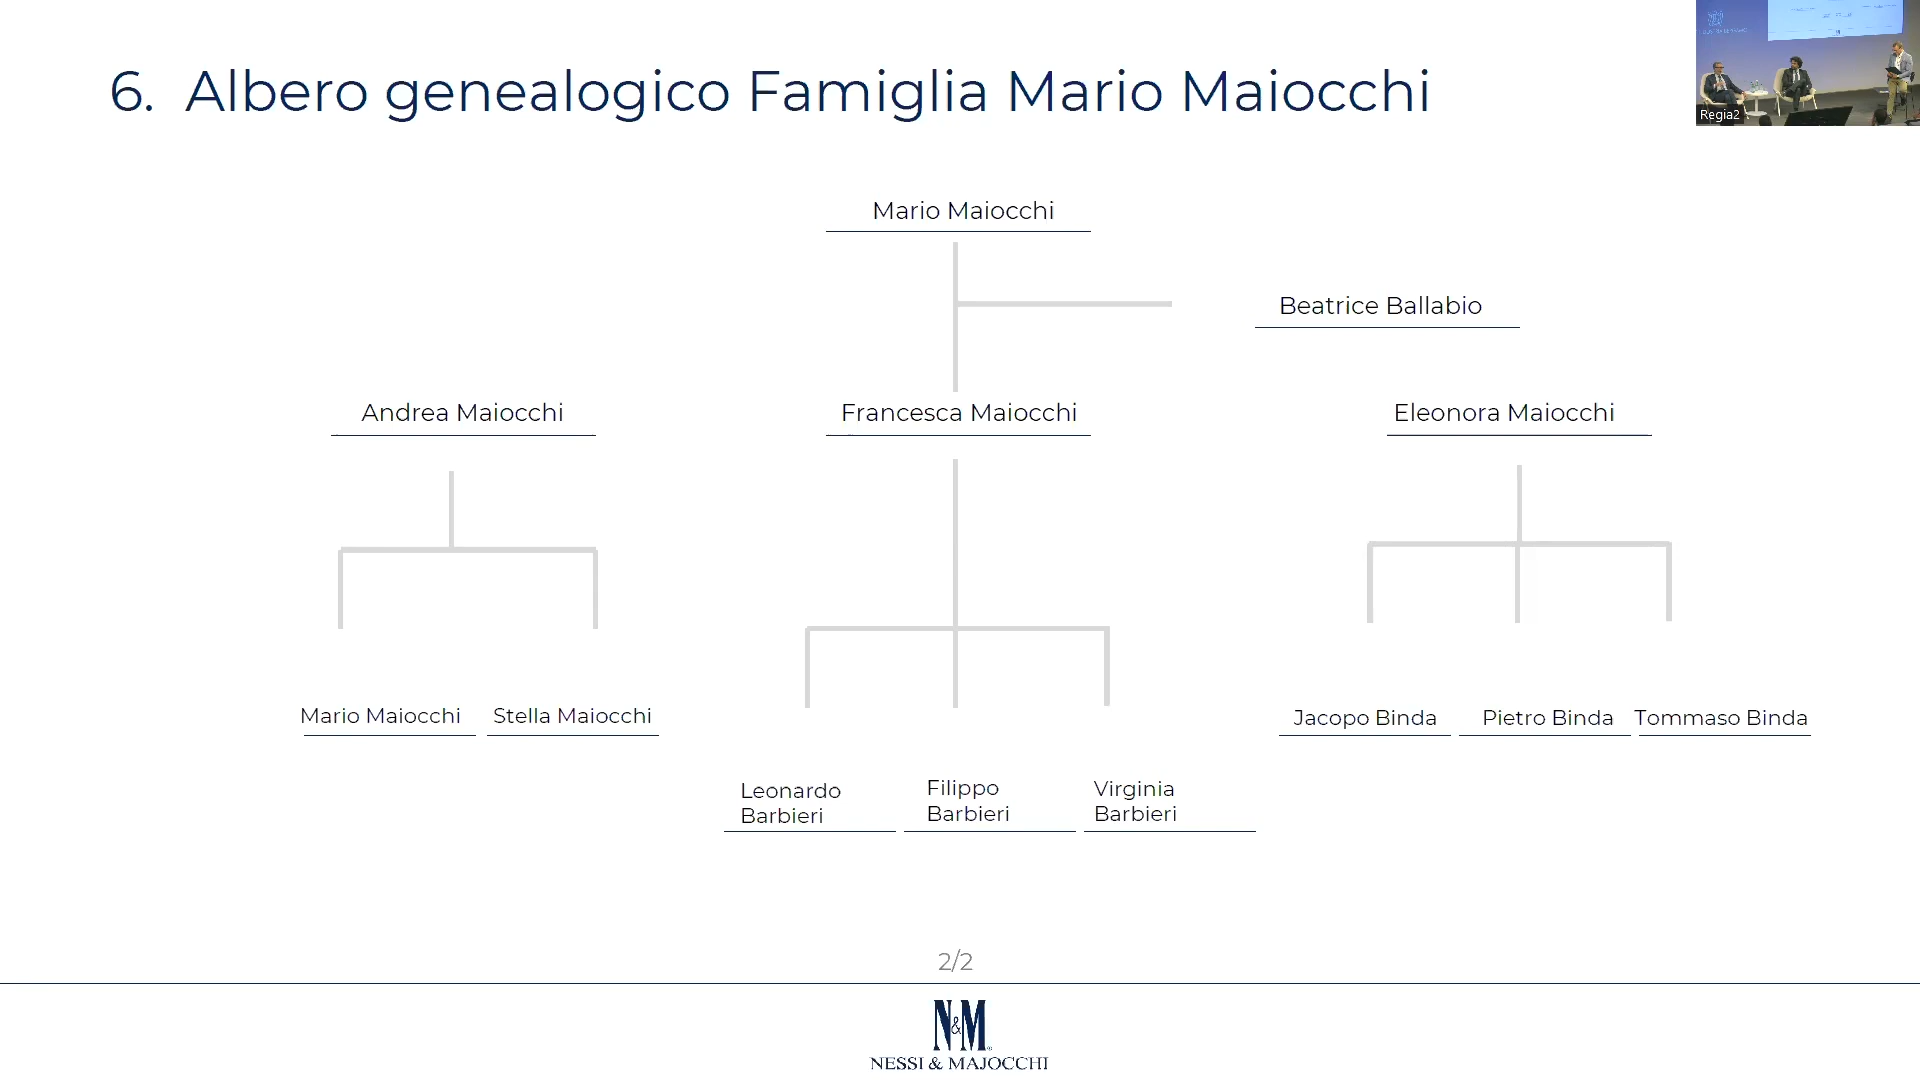 6. Albero genealogico Famiglia Mario Maiocchi
Regia2
Mario Maiocchi
Beatrice Ballabio
Andrea Maiocchi
Francesca Maiocchi
Eleonora Maiocchi
Mario Maiocchi
Stella Maiocchi
Jacopo Binda
Pietro Binda
Tommaso Binda
Leonardo
Barbieri
Filippo
Barbieri
Virginia
Barbieri
2/2
N&M
NESSI & MAJOCCHI